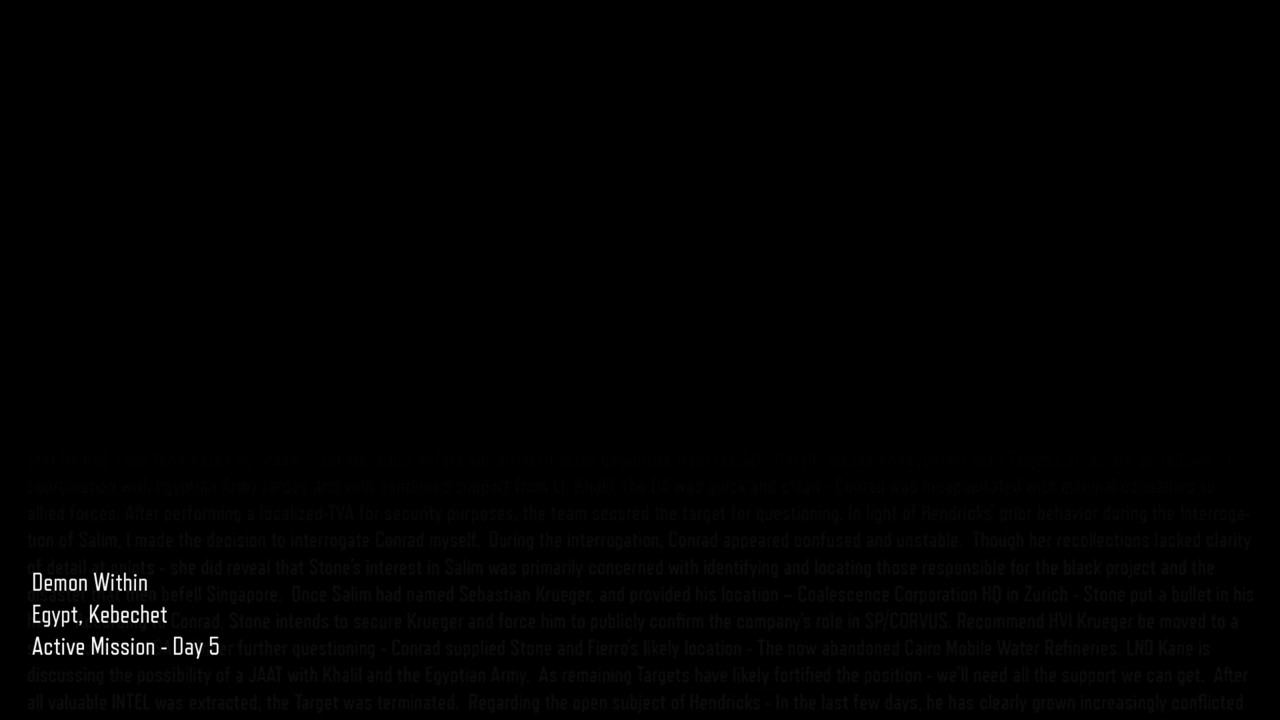 coordination with Egyptian Army forces and with additional support from Lt. Khalil. The Op was quick and clean. Conrad was incapacitated with minimal casualties to
allied forces. After performing a localized-TVA for security purposes, the team secured the target for questioning. In light of Hendricks' prior behavior during the Interroga-
tion of Salim, I made the decision to interrogate Conrad myself. During the interrogation, Conrad appeared confused and unstable. Though her recollections lacked clarity
of detail at points - she did reveal that Stone's interest in Salim was primarily concerned with identifying and locating those responsible for the black project and the
befell Singapore. Once Salim had named Sebastian Krueger, and provided his location – Coalescence Corporation HQ in Zurich - Stone put a bullet in his
Conrad, Stone intends to secure Krueger and force him to publicly confirm the company's role in SP/CORVUS. Recommend HVI Krueger be moved to a
further questioning - Conrad supplied Stone and Fierro's likely location - The now abandoned Cairo Mobile Water Refineries. LNO Kane is
discussing the possibility of a JAAT with Khalil and the Egyptian Army. As remaining Targets have likely fortified the position - we'll need all the support we can get. After
all valuable INTEL was extracted, the Target was terminated. Regarding the open subject of Hendricks - In the last few days, he has clearly grown increasingly conflicted
Demon Within
Egypt, Kebechet
Active Mission - Day 5